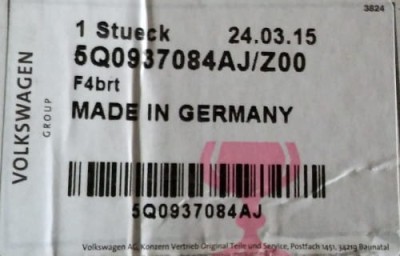 3824
1 Stueck 24.03.15
5Q0937084AJ/Z00
F4brt
MADE IN GERMANY
VOLKSWAGEN
GROUP
5Q0937084AJ
Volkswagen AG, Konzern Vertrieb Original Teile und Service, Postfach 1451, 34219 Baunatal